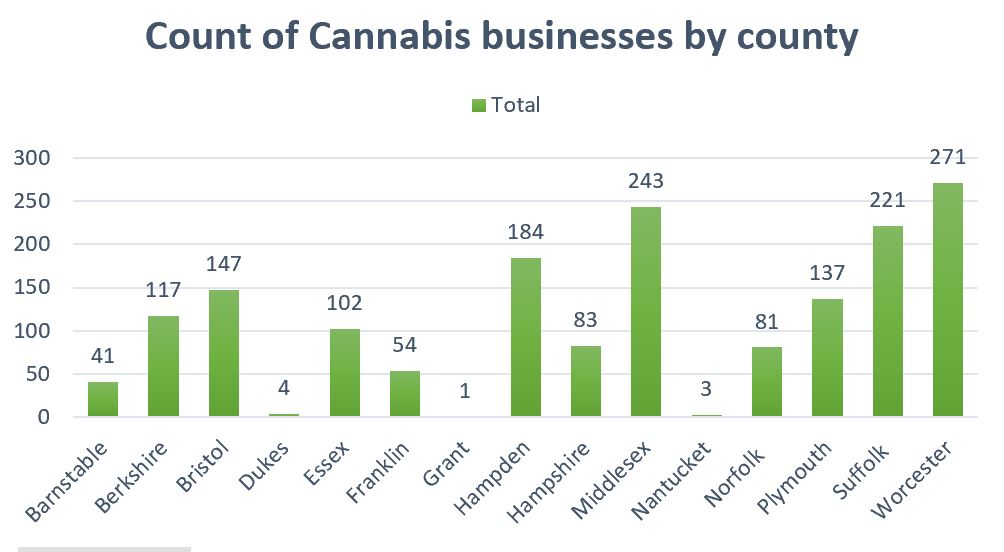 Count of Cannabis businesses by county
Total
300
250
200
150
100
50
0
41
117
147
4
102
54
1
184
83
243
3
81
137
221
271
Barnstable
Berkshire
Bristol
Dukes
Essex
Franklin
Grant
Hampden
Hampshire
Middlesex
Nantucket
Norfolk
Plymouth
Suffolk
Worcester